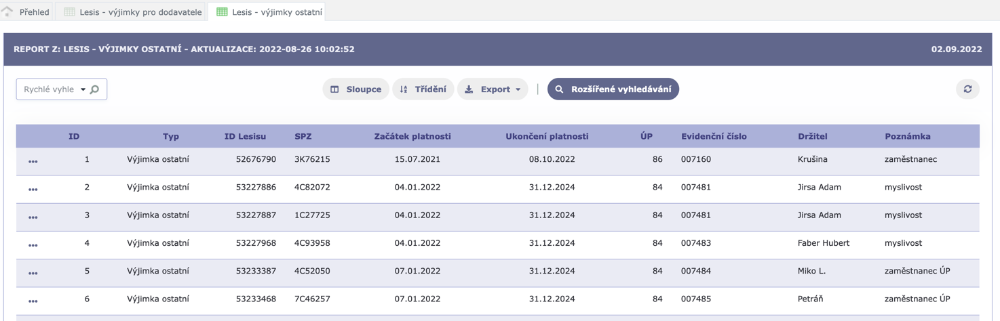 Přehled Lesis - výjimky pro dodavatele Lesis - výjimky ostatní
REPORT Z: LESIS - VÝJIMKY OSTATNÍ - AKTUALIZACE: 2022-08-26 10:02:52 02.09.2022
Rychlé vyhle Sloupce Třídění Export | Rozšířené vyhledávání
ID Typ ID Lesisu SPZ Začátek platnosti Ukončení platnosti ÚP Evidenční číslo Držitel Poznámka
... 1 Výjimka ostatní 52676790 3K76215 15.07.2021 08.10.2022 86 007160 Krušina zaměstnanec
... 2 Výjimka ostatní 53227886 4C82072 04.01.2022 31.12.2024 84 007481 Jirsa Adam myslivost
... 3 Výjimka ostatní 53227887 1C27725 04.01.2022 31.12.2024 84 007481 Jirsa Adam myslivost
... 4 Výjimka ostatní 53227968 4C93958 04.01.2022 31.12.2024 84 007483 Faber Hubert myslivost
... 5 Výjimka ostatní 53233387 4C52050 07.01.2022 31.12.2024 84 007484 Miko L. zaměstnanec ÚP
... 6 Výjimka ostatní 53233468 7C46257 07.01.2022 31.12.2024 84 007485 Petráň zaměstnanec ÚP